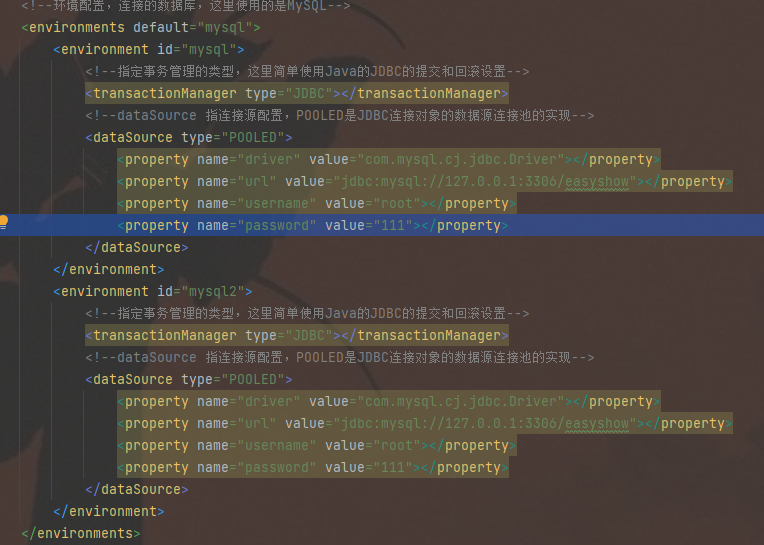 <!--环境配置，连接的数据库，这里使用的是MySQL-->
<environments default="mysql">
<environment id="mysql">
<!--指定事务管理的类型，这里简单使用Java的JDBC的提交和回滚设置-->
<transactionManager type="JDBC"></transactionManager>
<!--dataSource 指连接源配置，POOLED是JDBC连接对象的数据源连接池的实现-->
<dataSource type="POOLED">
<property name="driver" value="com.mysql.cj.jdbc.Driver"></property>
<property name="url" value="jdbc:mysql://127.0.0.1:3306/easyshow"></property>
<property name="username" value="root"></property>
<property name="password" value="111"></property>
</dataSource>
</environment>
<environment id="mysql2">
<!--指定事务管理的类型，这里简单使用Java的JDBC的提交和回滚设置-->
<transactionManager type="JDBC"></transactionManager>
<!--dataSource 指连接源配置，POOLED是JDBC连接对象的数据源连接池的实现-->
<dataSource type="POOLED">
<property name="driver" value="com.mysql.cj.jdbc.Driver"></property>
<property name="url" value="jdbc:mysql://127.0.0.1:3306/easyshow"></property>
<property name="username" value="root"></property>
<property name="password" value="111"></property>
</dataSource>
</environment>
</environments>